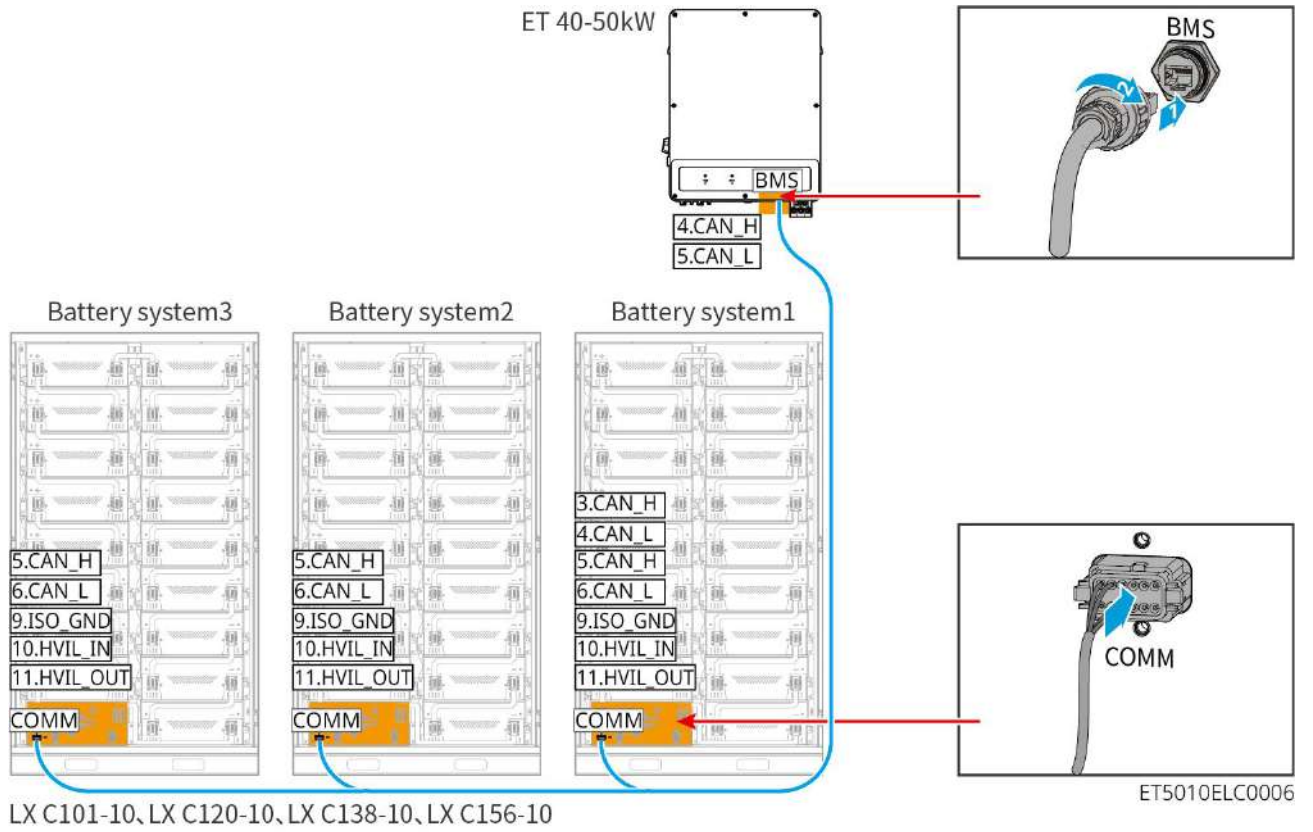 ET 40-50kW
BMS
2
1
BMS
4.CAN_H
5.CAN_L
Battery system3
Battery system2
Battery system1
3.CAN_H
4.CAN_L
5.CAN_H
6.CAN_L
9.ISO_GND
10.HVIL_IN
11.HVIL_OUT
COMM
5.CAN_H
6.CAN_L
9.ISO_GND
10.HVIL_IN
11.HVIL_OUT
COMM
5.CAN_H
6.CAN_L
9.ISO_GND
10.HVIL_IN
11.HVIL_OUT
COMM
COMM
ET5010ELC0006
LX C101-10、LX C120-10、LX C138-10、LX C156-10